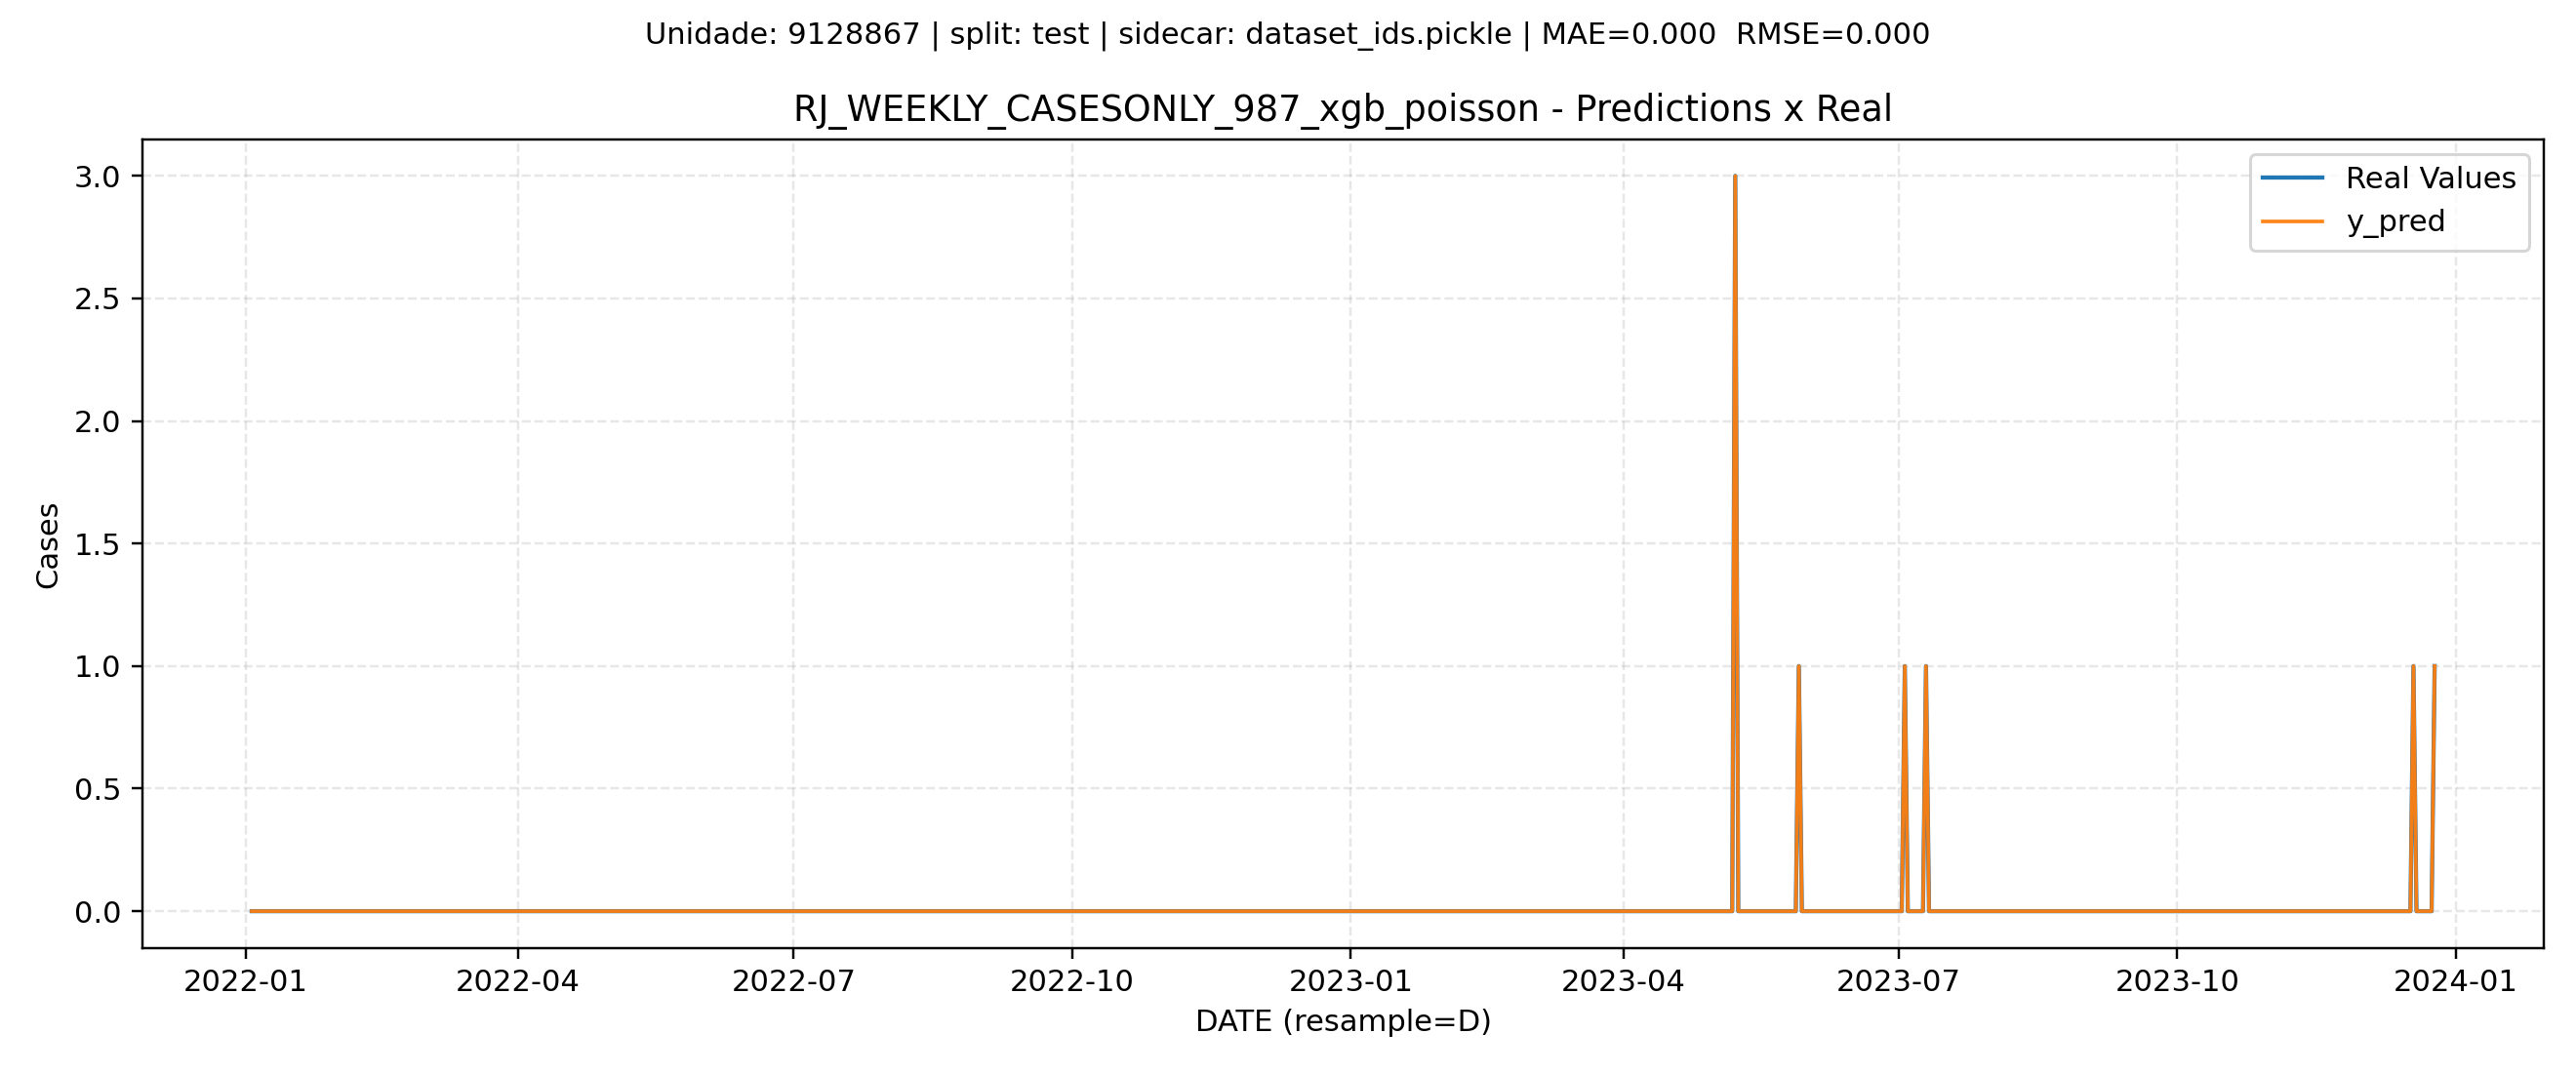 Unidade: 9128867 | split: test | sidecar: dataset_ids.pickle | MAE=0.000  RMSE=0.000
RJ_WEEKLY_CASESONLY_987_xgb_poisson - Predictions x Real
Real Values
y_pred
Cases
3.0
2.5
2.0
1.5
1.0
0.5
0.0
2022-01 2022-04 2022-07 2022-10 2023-01 2023-04 2023-07 2023-10 2024-01
DATE (resample=D)